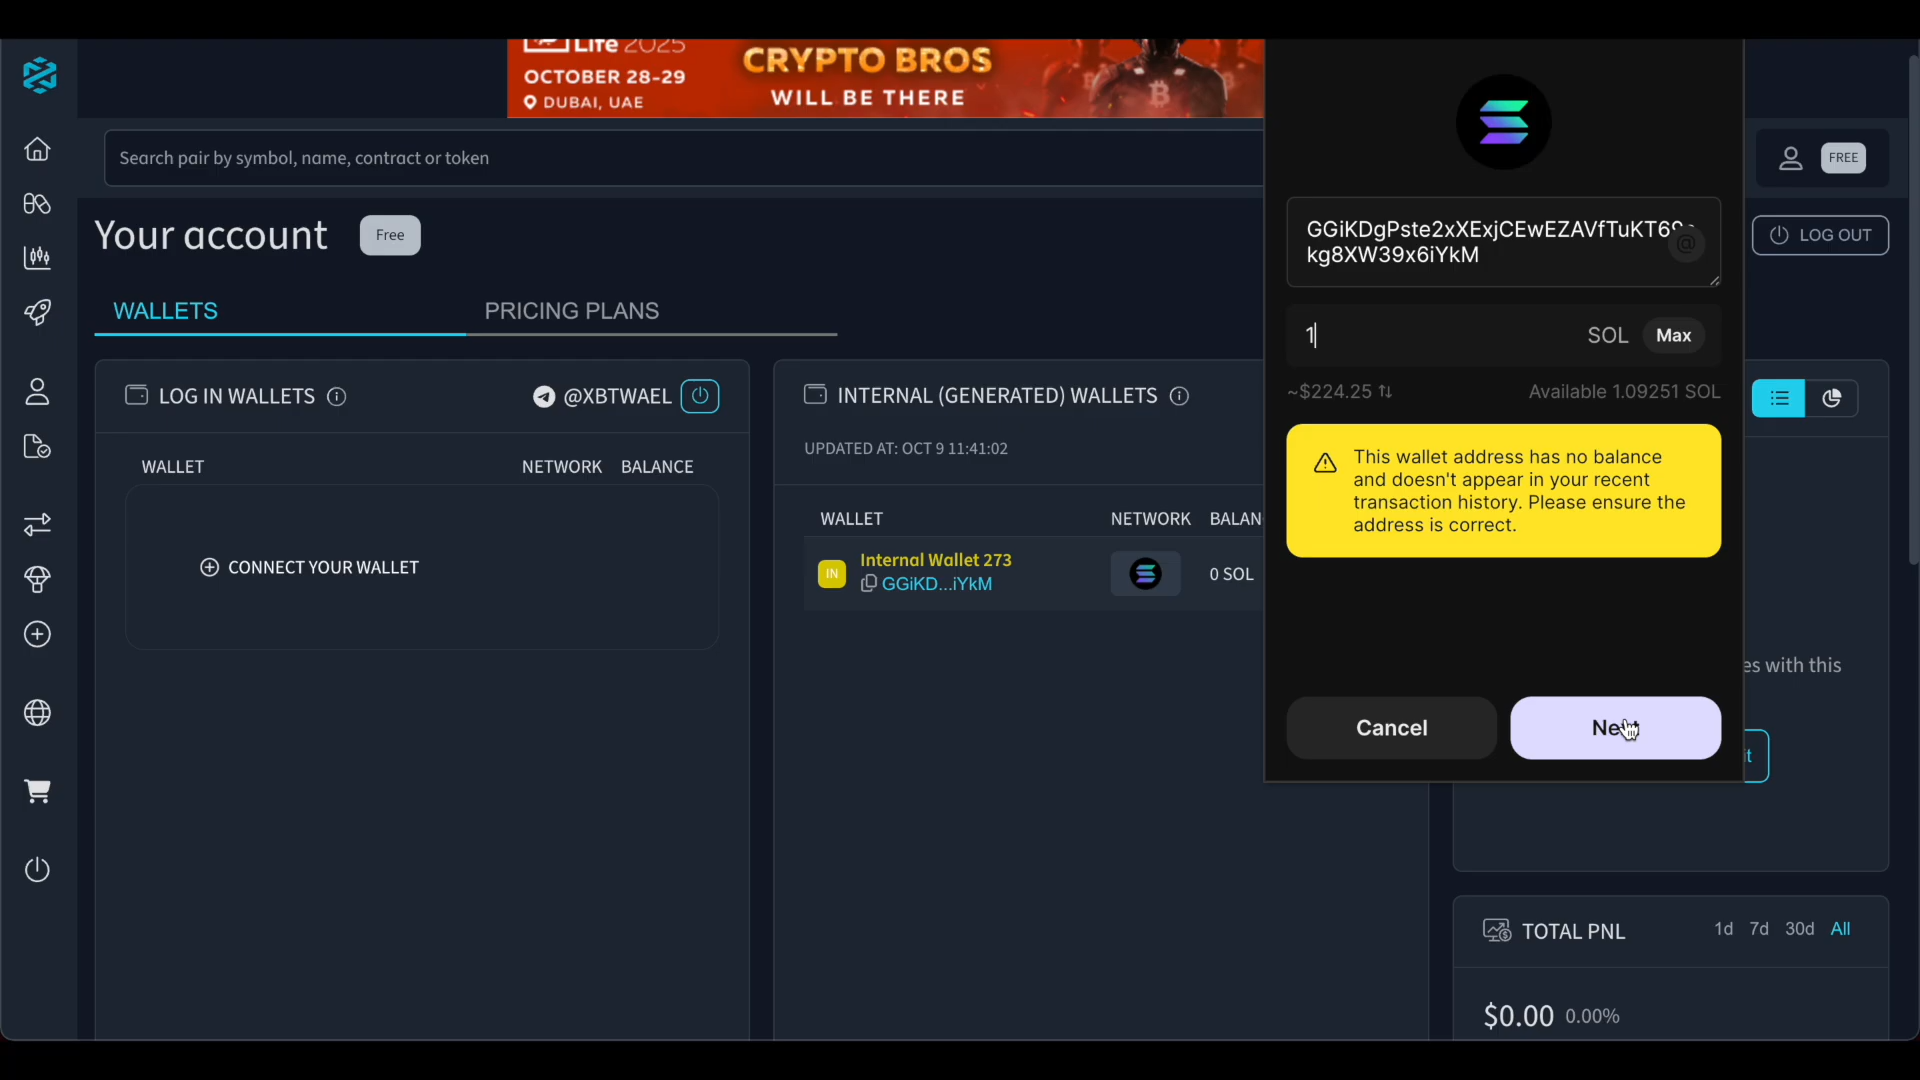 Life 2025
OCTOBER 28-29
DUBAI, UAE
CRYPTO BROS
WILL BE THERE
Search pair by symbol, name, contract or token
FREE
Your account
Free
LOG OUT
WALLETS
PRICING PLANS
LOG IN WALLETS
@XBTWAEL
WALLET
NETWORK
BALANCE
CONNECT YOUR WALLET
INTERNAL (GENERATED) WALLETS
UPDATED AT: OCT 9 11:41:02
WALLET
NETWORK
BALAN
IN
Internal Wallet 273
GGiKD...iYkM
0 SOL
GGiKDgPste2xXExjCEwEZAVfTuKT69
kg8XW39x6iYkM
@
1
SOL
Max
~$224.25
Available 1.09251 SOL
This wallet address has no balance
and doesn't appear in your recent
transaction history. Please ensure the
address is correct.
Cancel
Next
es with this
it
TOTAL PNL
1d
7d
30d
All
$0.00
0.00%